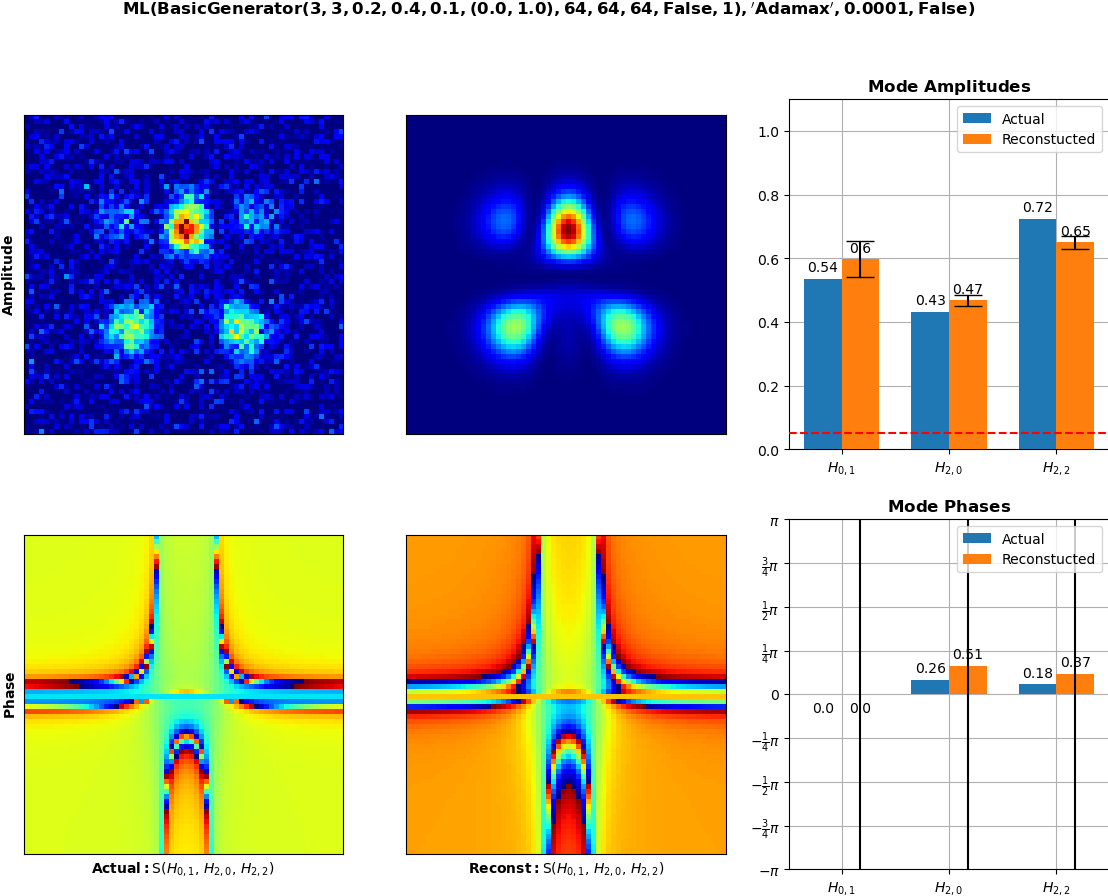 ML(BasicGenerator(3, 3, 0.2, 0.4, 0.1, (0.0, 1.0), 64, 64, 64, False, 1), ′Adamax′, 0.0001, False)
Amplitude
Mode Amplitudes
Actual
Reconstucted
1.0
0.8
0.6
0.4
0.2
0.0
0.54
0.6
0.43
0.47
0.72
0.65
H0, 1
H2, 0
H2, 2
Phase
Actual: S(H0, 1, H2, 0, H2, 2)
Reconst: S(H0, 1, H2, 0, H2, 2)
Mode Phases
Actual
Reconstucted
π
3/4π
1/2π
1/4π
0
−1/4π
−1/2π
−3/4π
−π
0.0
0.0
0.26
0.51
0.18
0.37
H0, 1
H2, 0
H2, 2